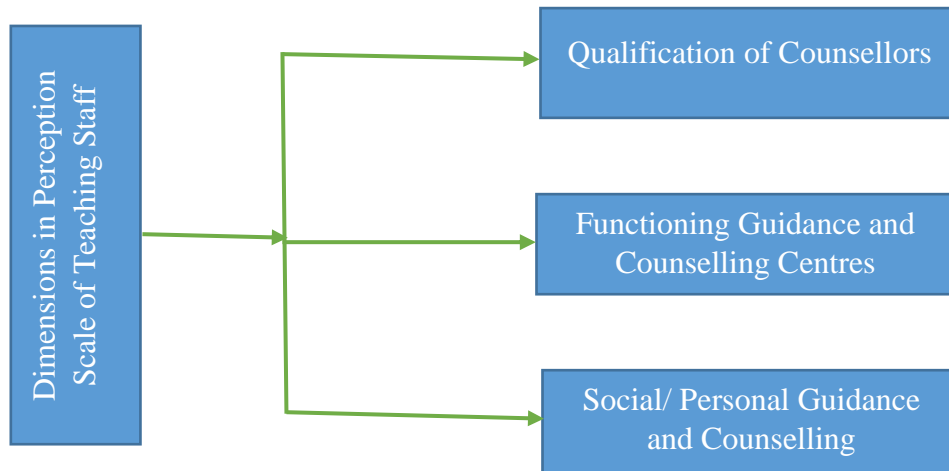 Dimensions in Perception
Scale of Teaching Staff
Qualification of Counsellors
Functioning Guidance and
Counselling Centres
Social/ Personal Guidance
and Counselling